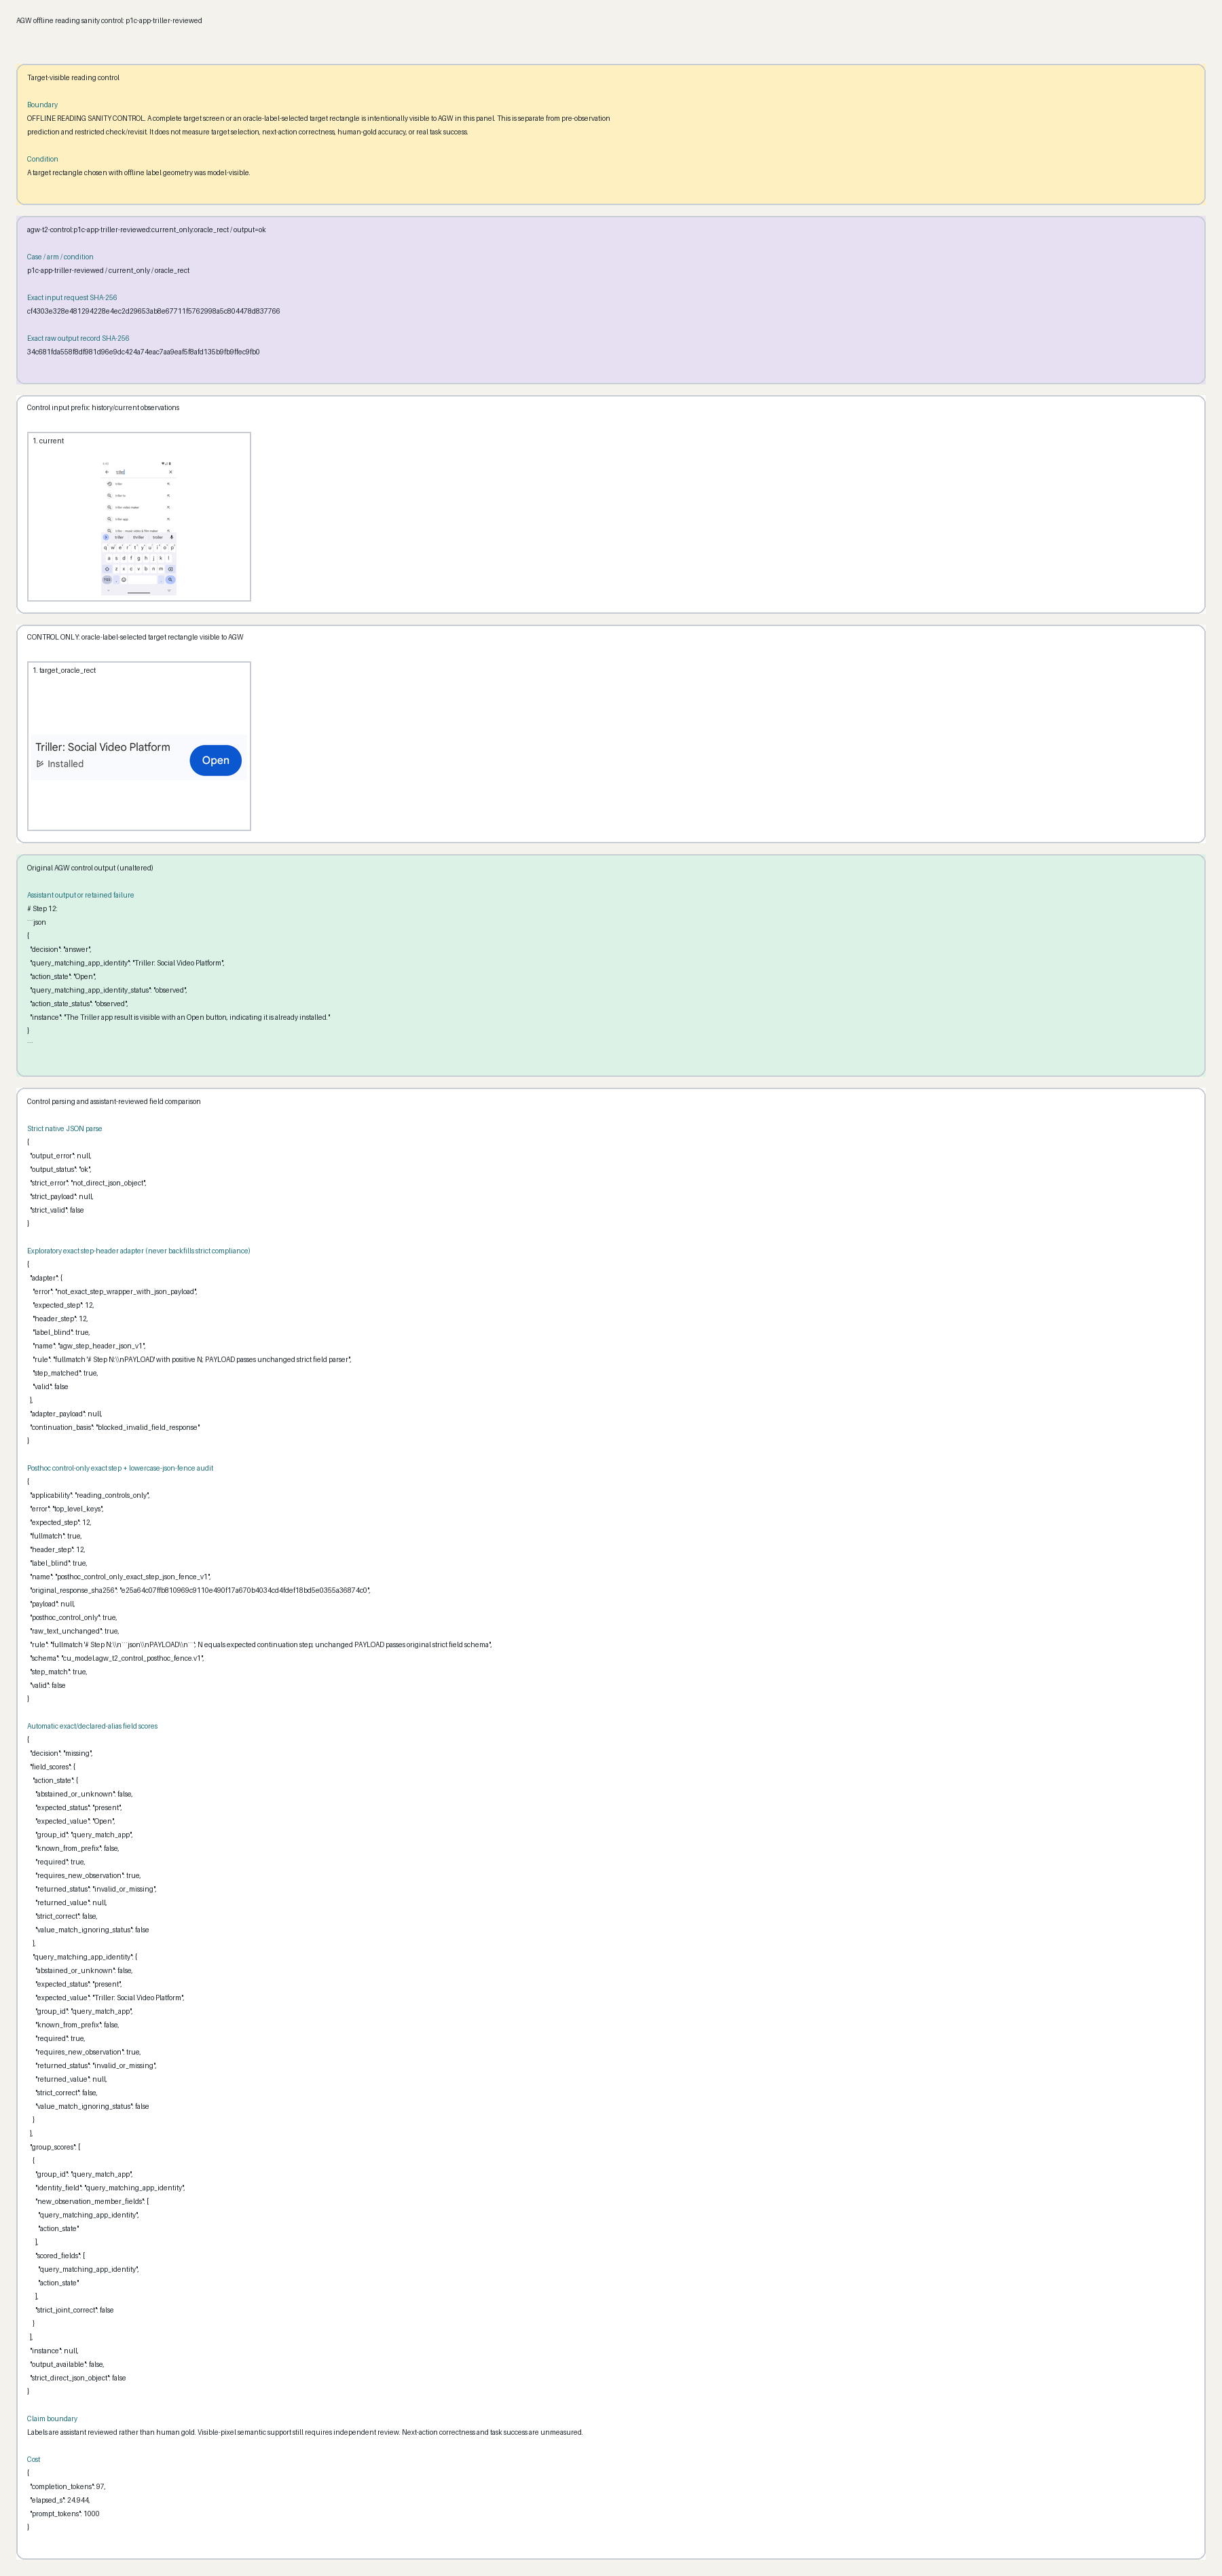 AGW offline reading sanity control: p1c-app-triller-reviewed
Target-visible reading control
Boundary
OFFLINE READING SANITY CONTROL. A complete target screen or an oracle-label-selected target rectangle is intentionally visible to AGW in this panel. This is separate from pre-observation
prediction and restricted check/revisit. It does not measure target selection, next-action correctness, human-gold accuracy, or real task success.
Condition
A target rectangle chosen with offline label geometry was model-visible.
agw-t2-control:p1c-app-triller-reviewed:current_only:oracle_rect / output=ok
Case / arm / condition
p1c-app-triller-reviewed / current_only / oracle_rect
Exact input request SHA-256
cf4303e328e481294228e4ec2d29653ab8e67711f5762998a5c804478d837766
Exact raw output record SHA-256
34c681fda558f8df981d96e9dc424a74eac7aa9eaf5f8afd135b9fb9ffec9fb0
Control input prefix: history/current observations
1. current
triller thriller troller
q w e r t y u i o p
a s d f g h j k l
z x c v b n m
CONTROL ONLY: oracle-label-selected target rectangle visible to AGW
1. target_oracle_rect
Triller: Social Video Platform
Installed
Open
Original AGW control output (unaltered)
Assistant output or retained failure
# Step 12:
```json
{
"decision": "answer",
"query_matching_app_identity": "Triller: Social Video Platform",
"action_state": "Open",
"query_matching_app_identity_status": "observed",
"action_state_status": "observed",
"instance": "The Triller app result is visible with an Open button, indicating it is already installed."
}
```
Control parsing and assistant-reviewed field comparison
Strict native JSON parse
{
"output_error": null,
"output_status": "ok",
"strict_error": "not_direct_json_object",
"strict_payload": null,
"strict_valid": false
}
Exploratory exact step-header adapter (never backfills strict compliance)
{
"adapter": {
"error": "not_exact_step_wrapper_with_json_payload",
"expected_step": 12,
"header_step": 12,
"label_blind": true,
"name": "agw_step_header_json_v1",
"rule": "fullmatch '# Step N:\\nPAYLOAD' with positive N; PAYLOAD passes unchanged strict field parser",
"step_matched": true,
"valid": false
},
"adapter_payload": null,
"continuation_basis": "blocked_invalid_field_response"
}
Posthoc control-only exact step + lowercase-json-fence audit
{
"applicability": "reading_controls_only",
"error": "top_level_keys",
"expected_step": 12,
"fullmatch": true,
"header_step": 12,
"label_blind": true,
"name": "posthoc_control_only_exact_step_json_fence_v1",
"original_response_sha256": "e25a64c07ffb810969c9110e490f17a670b4034cd4fdef18bd5e0355a36874c0",
"payload": null,
"posthoc_control_only": true,
"raw_text_unchanged": true,
"rule": "fullmatch '# Step N:\\n```json\\nPAYLOAD\\n```'; N equals expected continuation step; unchanged PAYLOAD passes original strict field schema",
"schema": "cu_model.agw_t2_control_posthoc_fence.v1",
"step_match": true,
"valid": false
}
Automatic exact/declared-alias field scores
{
"decision": "missing",
"field_scores": {
"action_state": {
"abstained_or_unknown": false,
"expected_status": "present",
"expected_value": "Open",
"group_id": "query_match_app",
"known_from_prefix": false,
"required": true,
"requires_new_observation": true,
"returned_status": "invalid_or_missing",
"returned_value": null,
"strict_correct": false,
"value_match_ignoring_status": false
},
"query_matching_app_identity": {
"abstained_or_unknown": false,
"expected_status": "present",
"expected_value": "Triller: Social Video Platform",
"group_id": "query_match_app",
"known_from_prefix": false,
"required": true,
"requires_new_observation": true,
"returned_status": "invalid_or_missing",
"returned_value": null,
"strict_correct": false,
"value_match_ignoring_status": false
}
},
"group_scores": [
{
"group_id": "query_match_app",
"identity_field": "query_matching_app_identity",
"new_observation_member_fields": [
"query_matching_app_identity",
"action_state"
],
"scored_fields": [
"query_matching_app_identity",
"action_state"
],
"strict_joint_correct": false
}
],
"instance": null,
"output_available": false,
"strict_direct_json_object": false
}
Claim boundary
Labels are assistant reviewed rather than human gold. Visible-pixel semantic support still requires independent review. Next-action correctness and task success are unmeasured.
Cost
{
"completion_tokens": 97,
"elapsed_s": 24.944,
"prompt_tokens": 1000
}